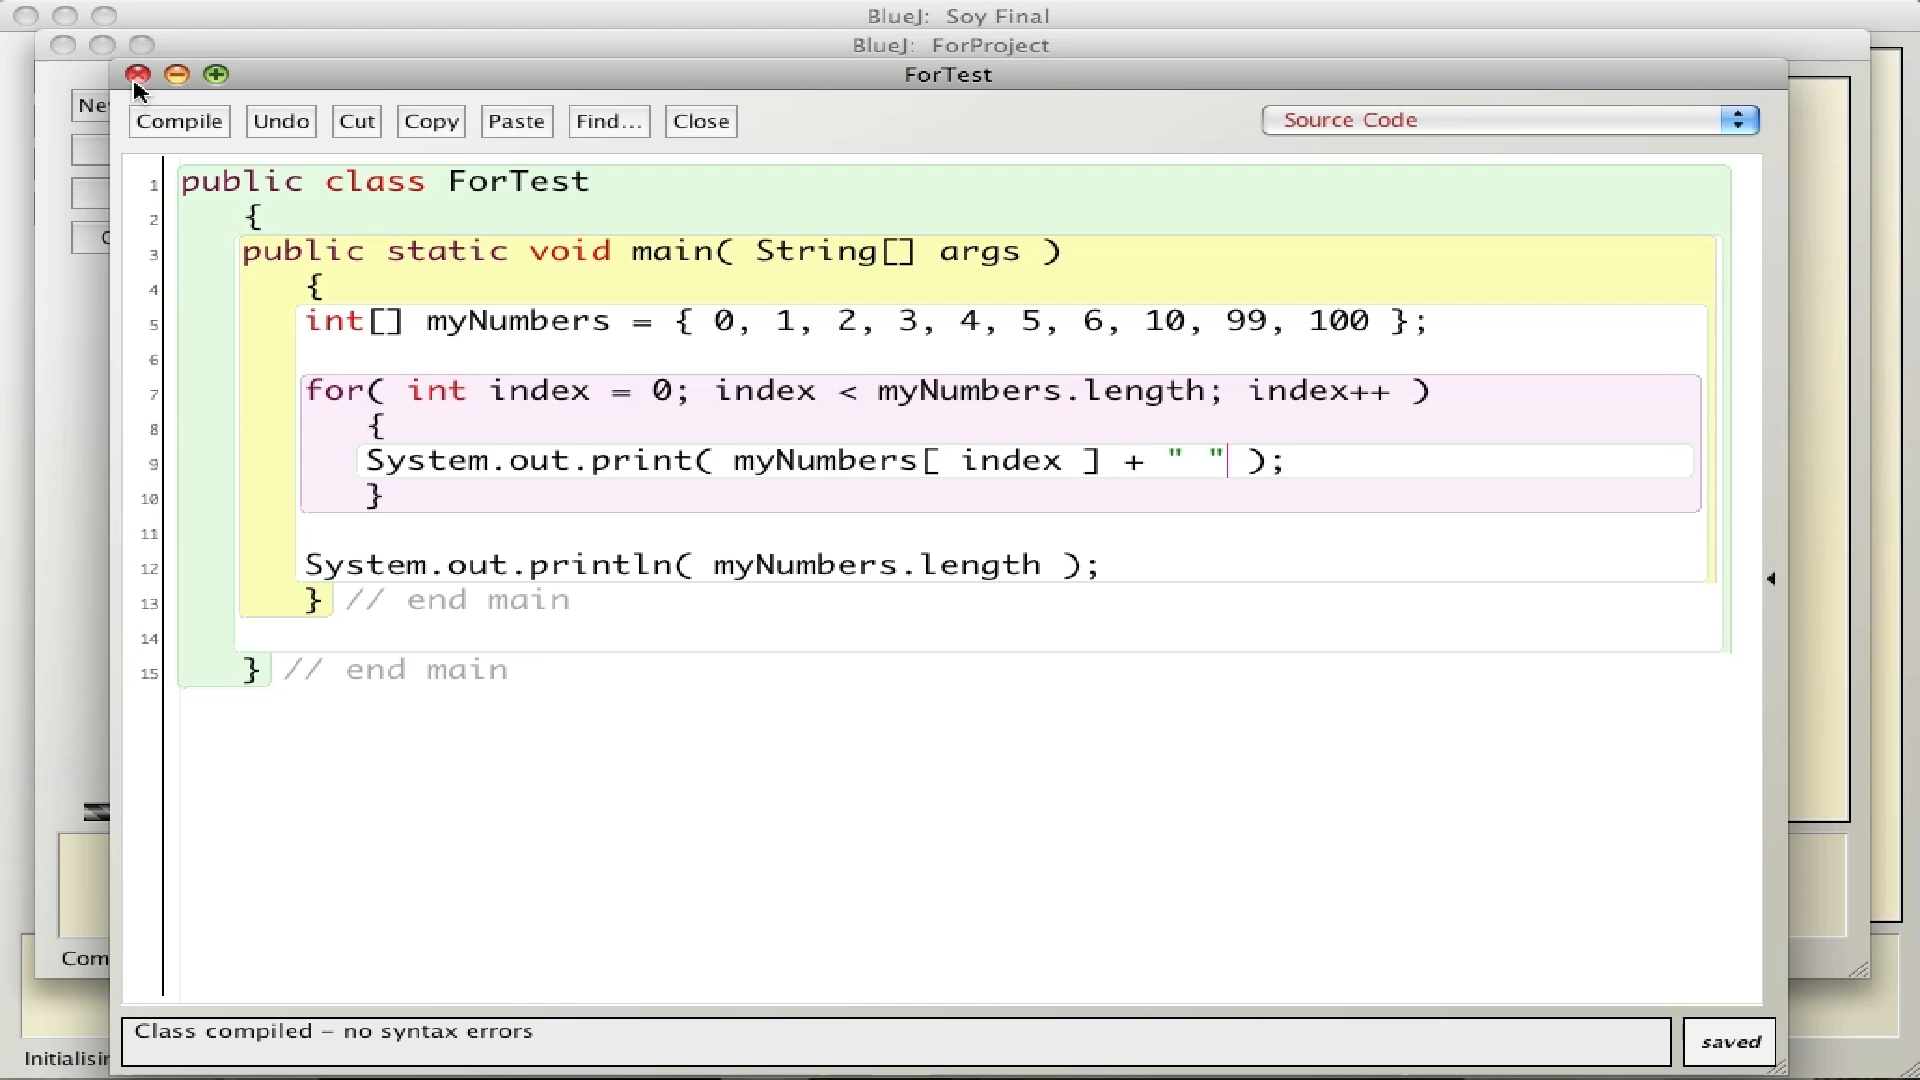 BlueJ: Soy Final
BlueJ: ForProject
ForTest
Compile Undo Cut Copy Paste Find... Close Source Code
1 public class ForTest
2 {
3 public static void main( String[] args )
4 {
5 int[] myNumbers = { 0, 1, 2, 3, 4, 5, 6, 10, 99, 100 };
6
7 for( int index = 0; index < myNumbers.length; index++ )
8 {
9 System.out.print( myNumbers[ index ] + " " );
10 }
11
12 System.out.println( myNumbers.length );
13 } // end main
14
15 } // end main
Class compiled – no syntax errors
saved